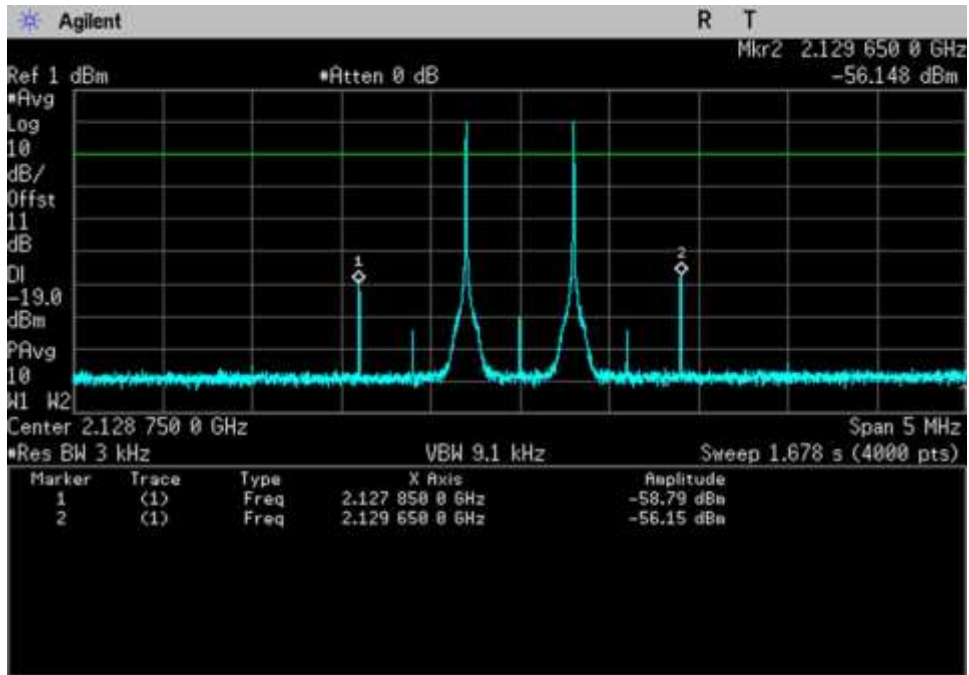 Agilent R T
Mkr2 2.129 650 0 GHz
Ref 1 dBm #Atten 0 dB -56.148 dBm
#Avg
Log
10
dB/
Offst
11
dB
DI
-19.0
dBm
PAvg
10
W1 W2
1
2
Center 2.128 750 0 GHz Span 5 MHz
#Res BW 3 kHz VBW 9.1 kHz Sweep 1.678 s (4000 pts)
Marker Trace Type X Axis Amplitude
1 (1) Freq 2.127 850 0 GHz -58.79 dBm
2 (1) Freq 2.129 650 0 GHz -56.15 dBm